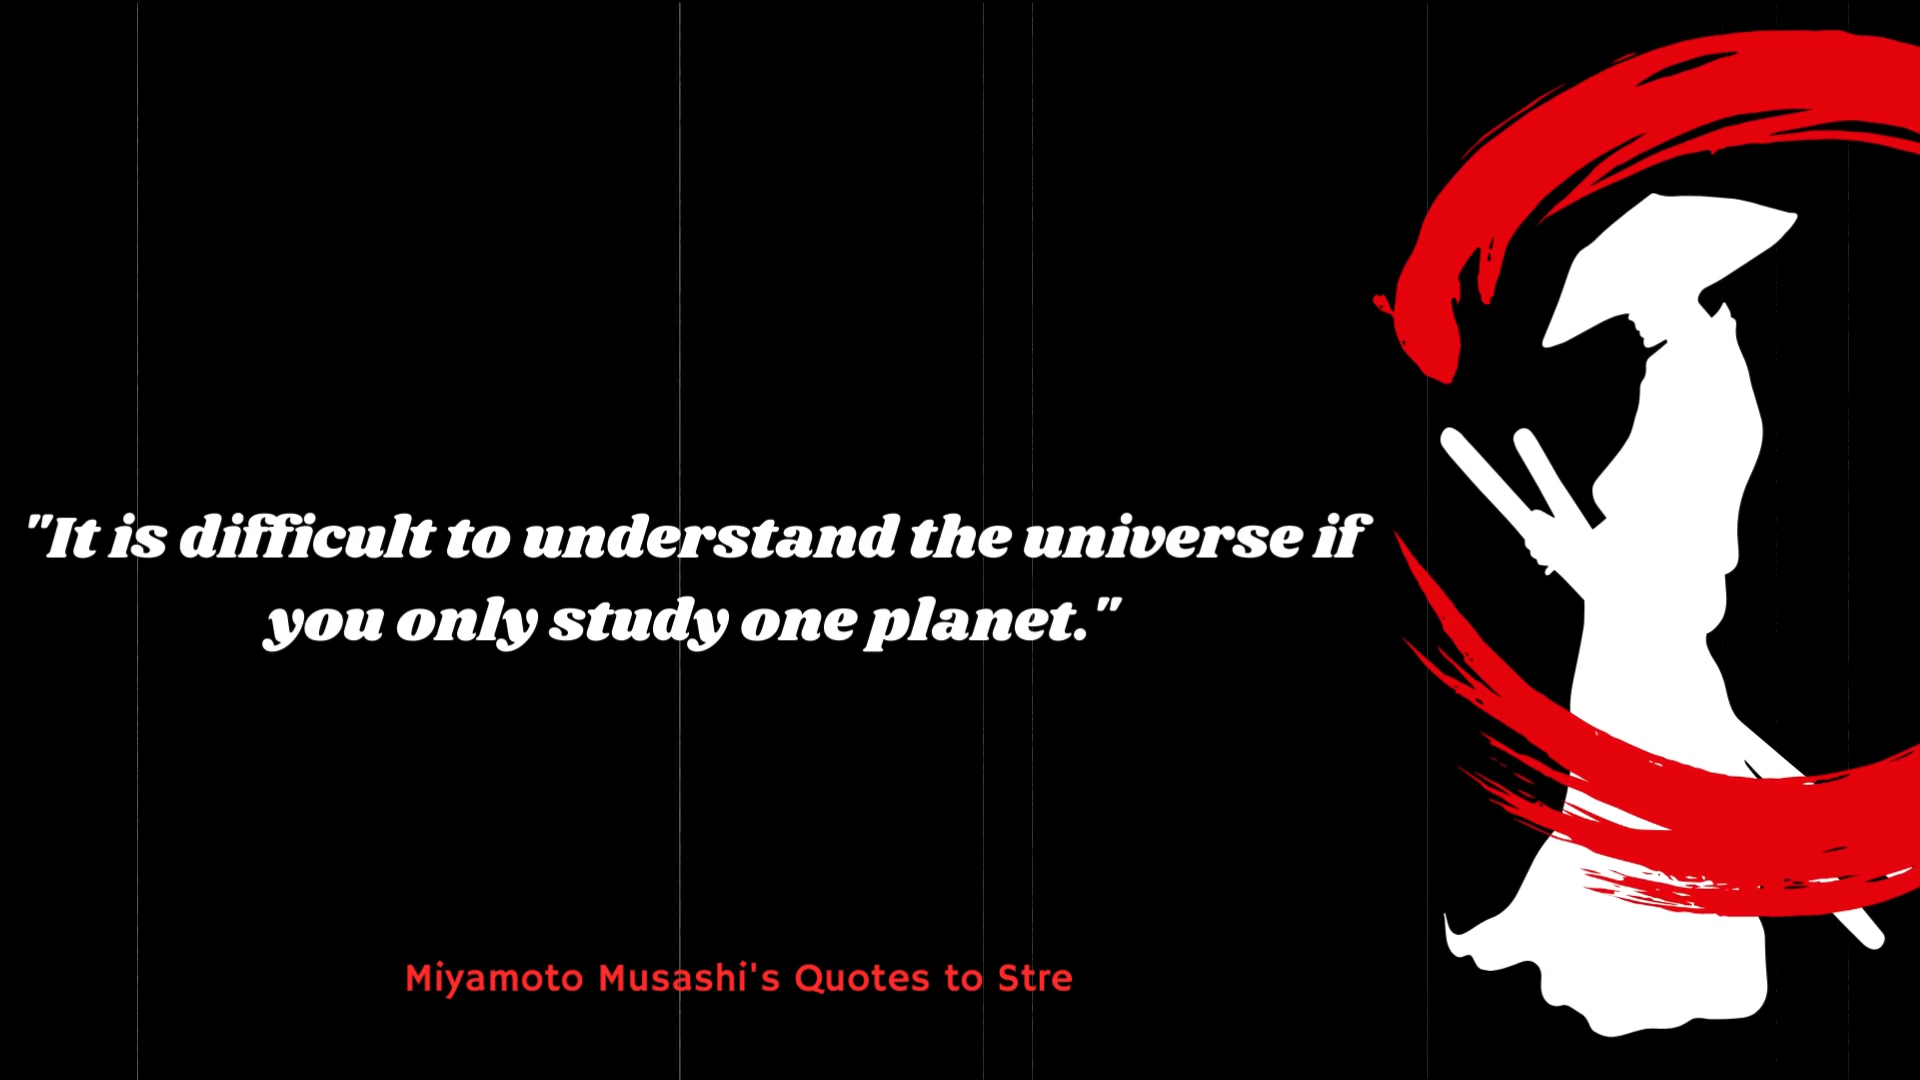 "It is difficult to understand the universe if
you only study one planet."
Miyamoto Musashi's Quotes to Stre